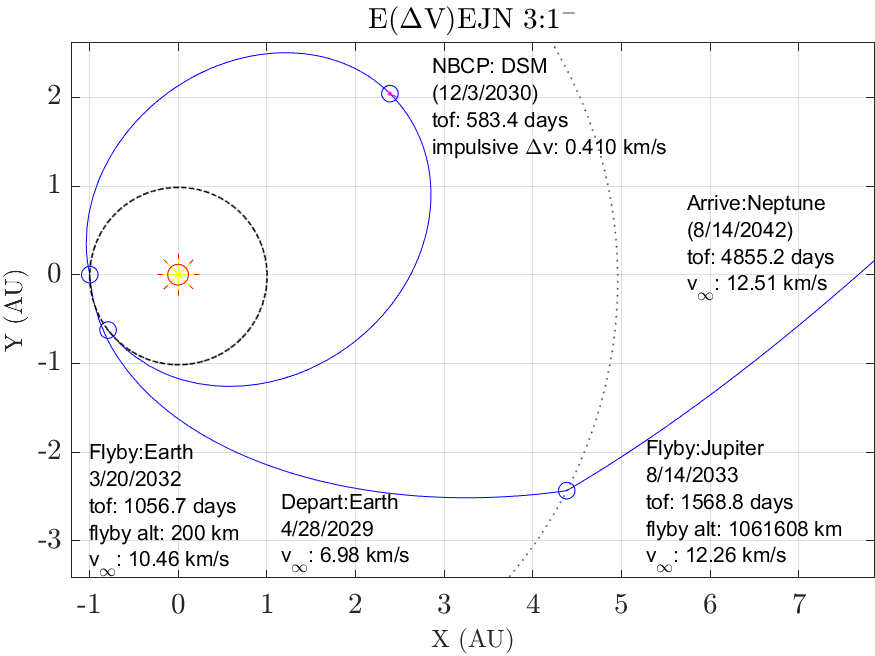 E(ΔV)EJN 3:1⁻
NBCP: DSM
(12/3/2030)
tof: 583.4 days
impulsive Δv: 0.410 km/s
Arrive:Neptune
(8/14/2042)
tof: 4855.2 days
v∞: 12.51 km/s
Flyby:Earth
3/20/2032
tof: 1056.7 days
flyby alt: 200 km
v∞: 10.46 km/s
Depart:Earth
4/28/2029
v∞: 6.98 km/s
Flyby:Jupiter
8/14/2033
tof: 1568.8 days
flyby alt: 1061608 km
v∞: 12.26 km/s
2
1
0
-1
-2
-3
Y (AU)
-1 0 1 2 3 4 5 6 7
X (AU)